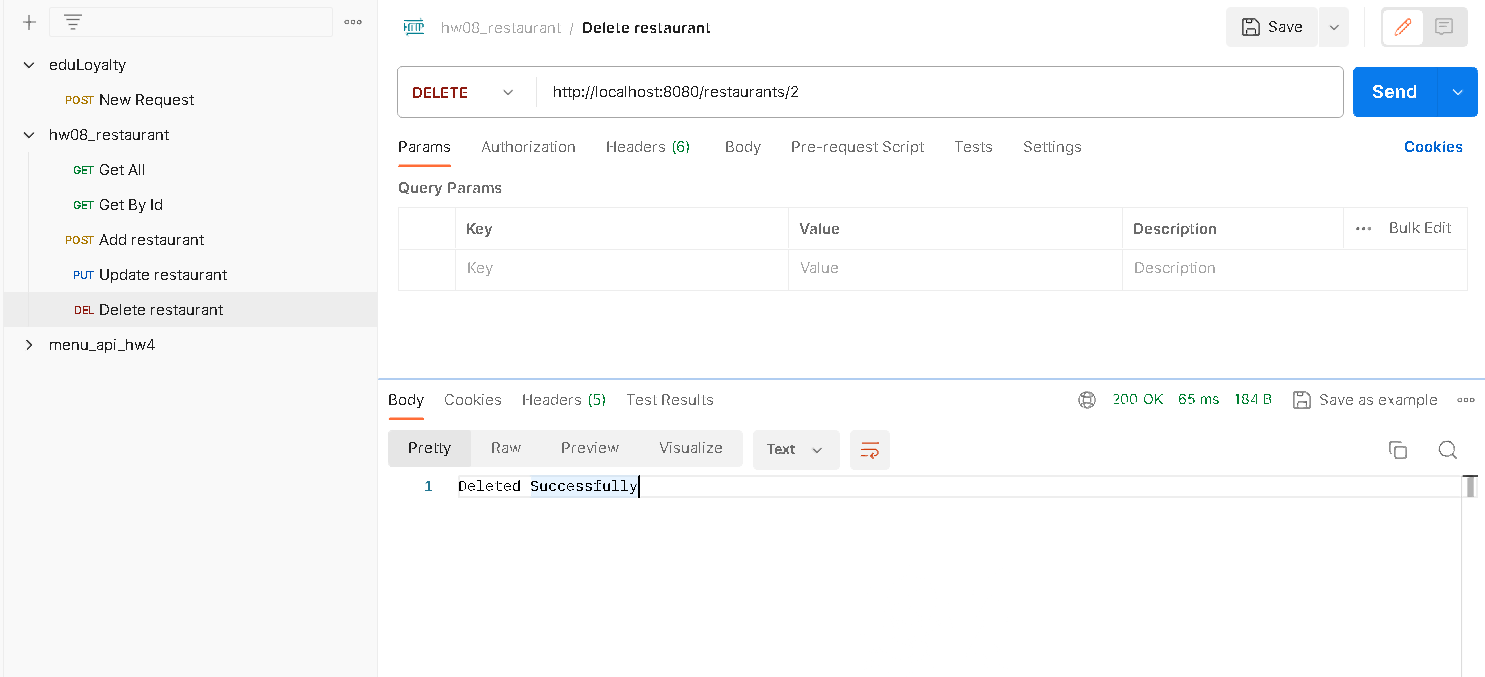 eduLoyalty
POST New Request
hw08_restaurant
GET Get All
GET Get By Id
POST Add restaurant
PUT Update restaurant
DEL Delete restaurant
menu_api_hw4
HTTP hw08_restaurant / Delete restaurant
Save
DELETE http://localhost:8080/restaurants/2
Send
Params Authorization Headers (6) Body Pre-request Script Tests Settings Cookies
Query Params
Key Value Description Bulk Edit
Key Value Description
Body Cookies Headers (5) Test Results 200 OK 65 ms 184 B Save as example
Pretty Raw Preview Visualize Text
1 Deleted Successfully